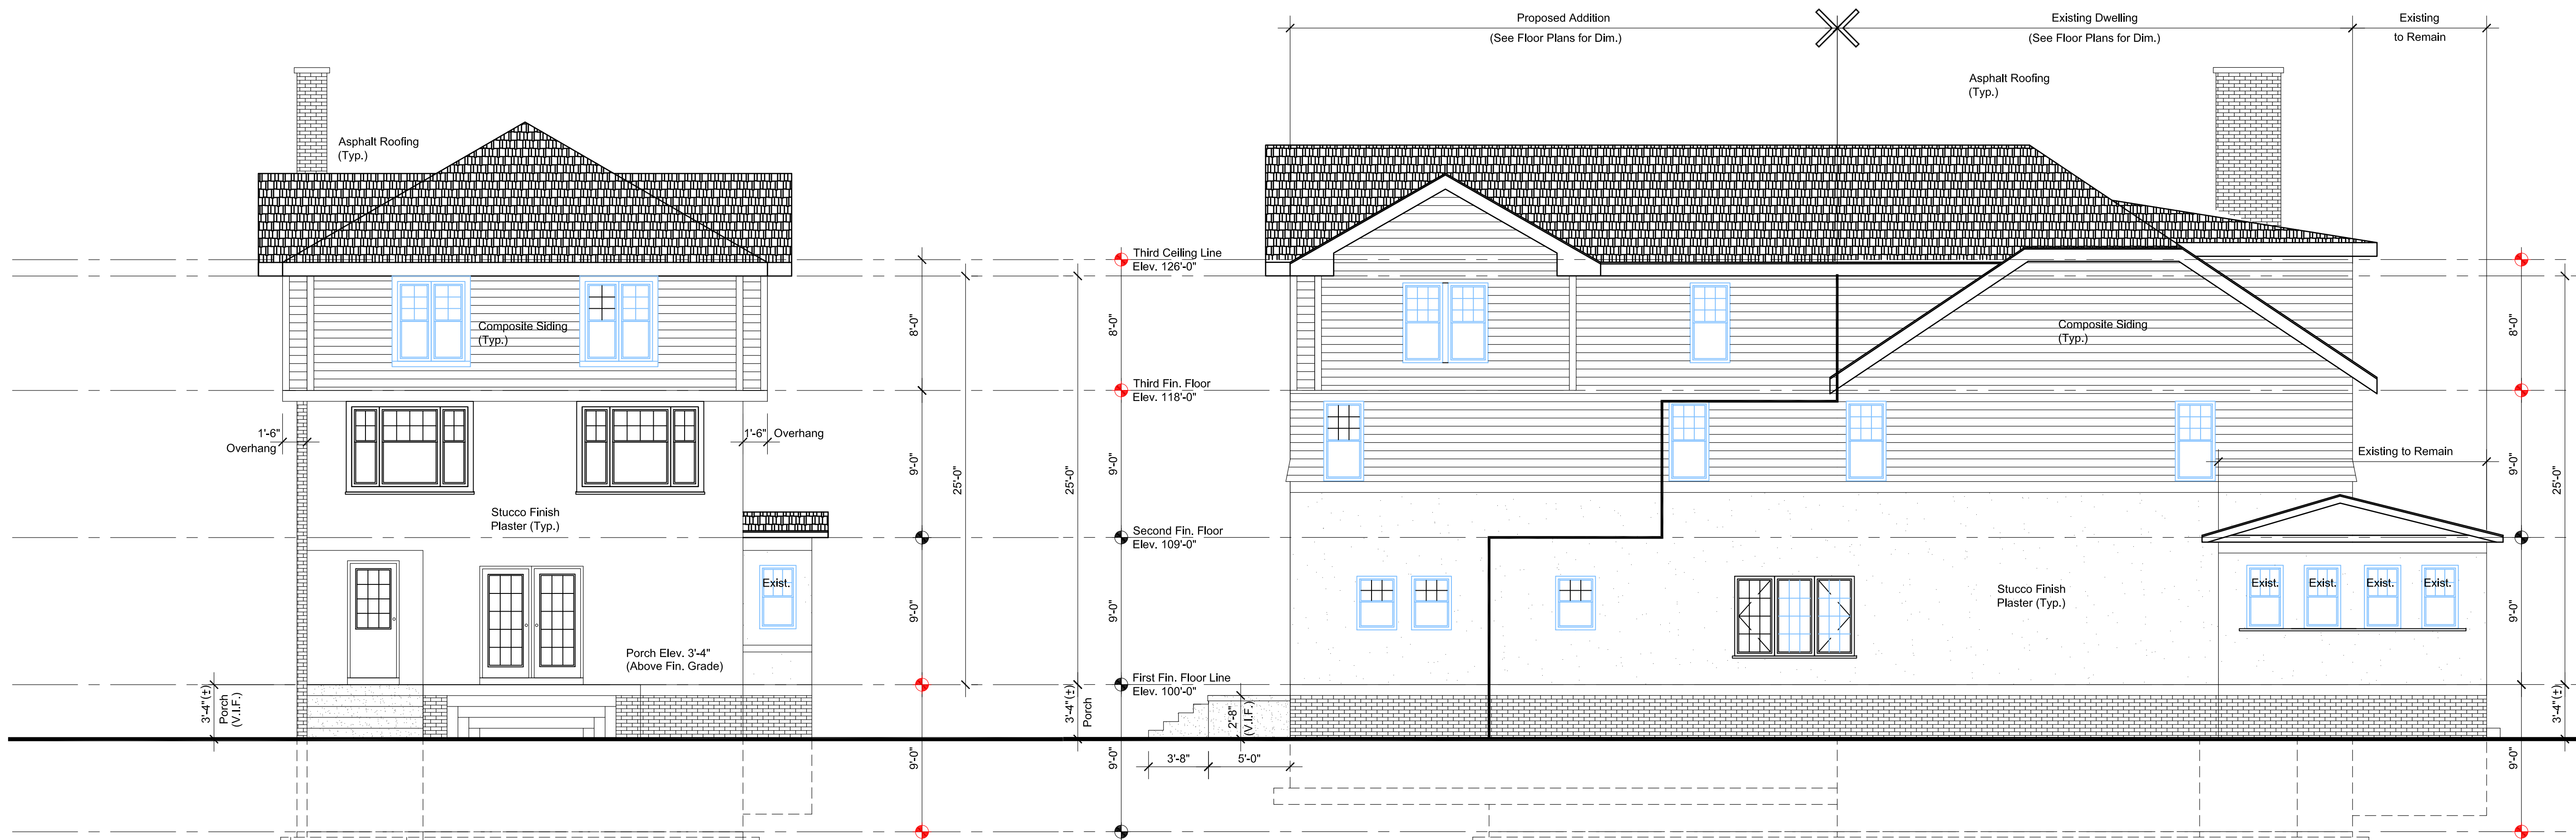 Proposed Addition
(See Floor Plans for Dim.)
Existing Dwelling
(See Floor Plans for Dim.)
Existing
to Remain
Asphalt Roofing
(Typ.)
Asphalt Roofing
(Typ.)
Third Ceiling Line
Elev. 126'-0"
8'-0"
8'-0"
8'-0"
Composite Siding
(Typ.)
Composite Siding
(Typ.)
Third Fin. Floor
Elev. 118'-0"
1'-6"
Overhang
1'-6"
Overhang
9'-0"
25'-0"
25'-0"
9'-0"
Existing to Remain
9'-0"
25'-0"
Stucco Finish
Plaster (Typ.)
Second Fin. Floor
Elev. 109'-0"
Exist.
Exist.
Exist.
Exist.
Exist.
9'-0"
9'-0"
9'-0"
Stucco Finish
Plaster (Typ.)
Porch Elev. 3'-4"
(Above Fin. Grade)
First Fin. Floor Line
Elev. 100'-0"
3'-4"(±)
Porch
(V.I.F.)
3'-4"(±)
Porch
2'-8"
(V.I.F.)
3'-4"(±)
9'-0"
9'-0"
3'-8"
5'-0"
9'-0"